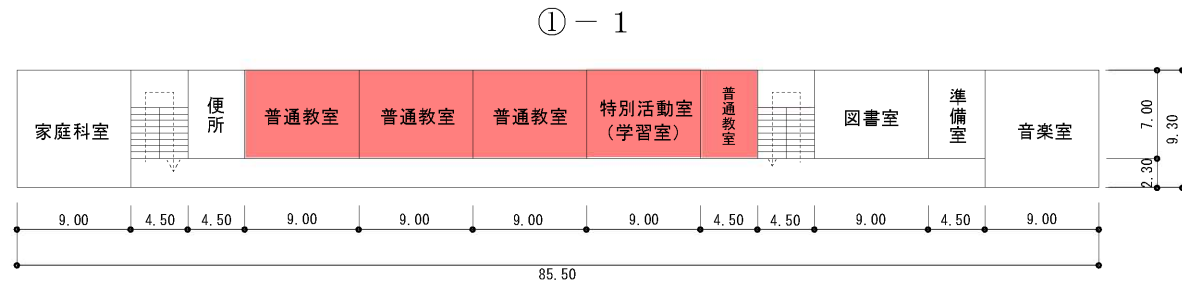 ①－1
家庭科室
便所
普通教室
普通教室
普通教室
特別活動室
(学習室)
普通教室
図書室
準備室
音楽室
7.00
2.30
9.30
9.00
4.50
4.50
9.00
9.00
9.00
9.00
4.50
4.50
9.00
4.50
9.00
85.50